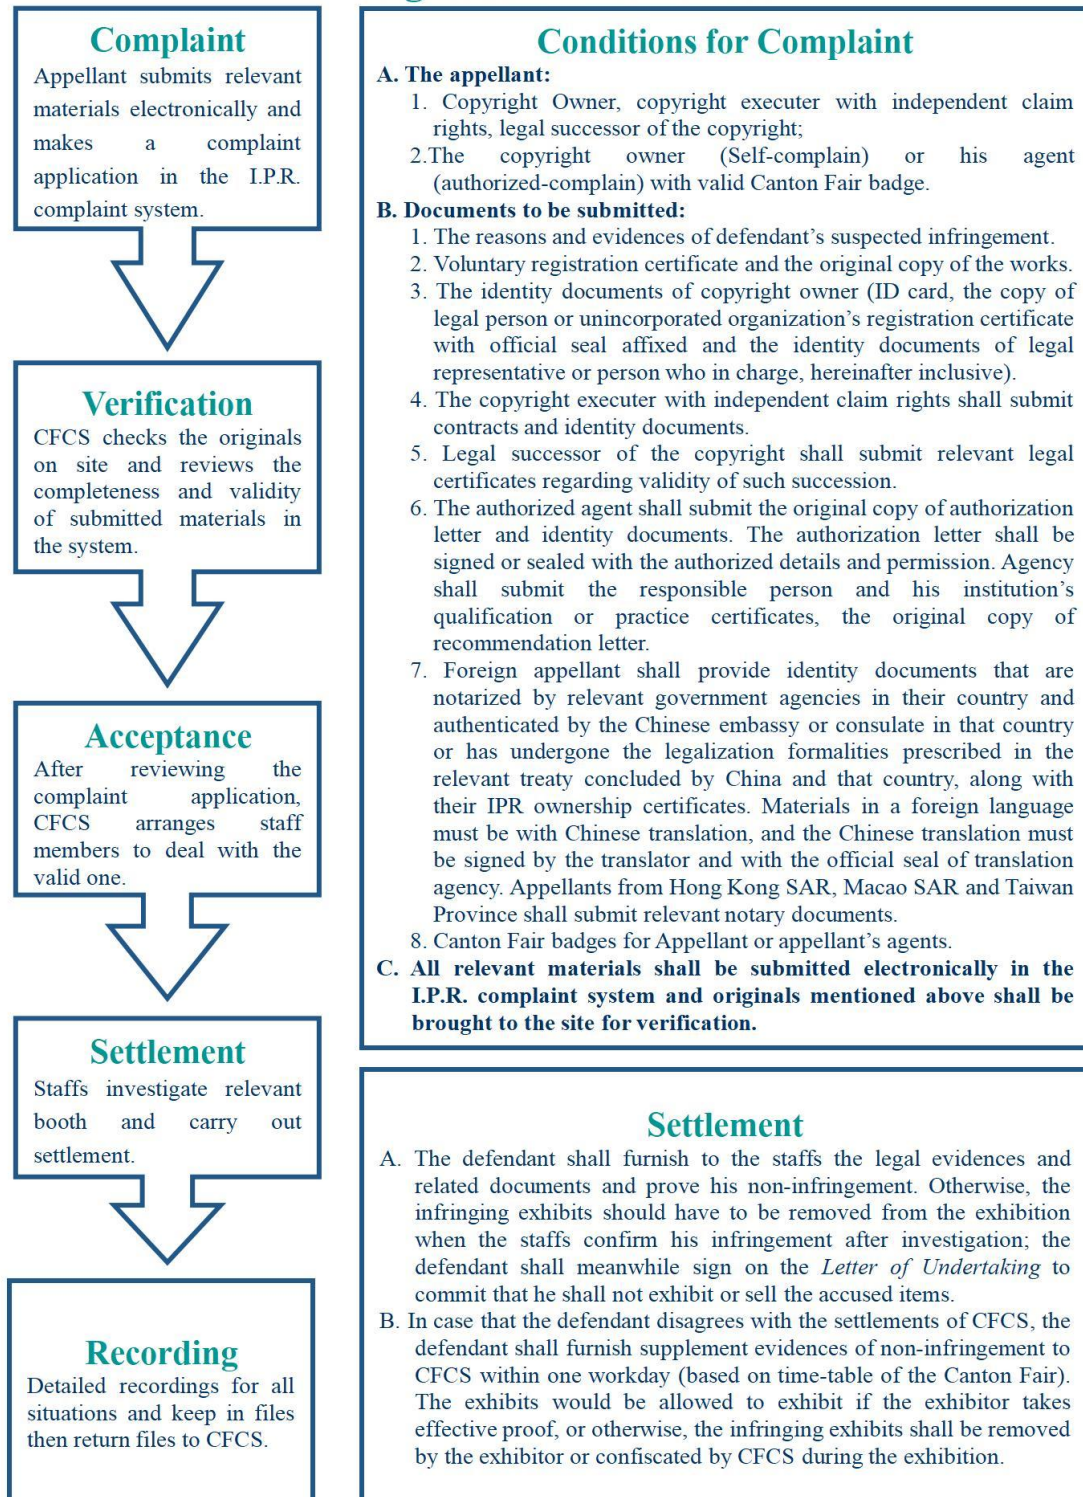 Complaint
Appellant submits relevant
materials electronically and
makes a complaint
application in the I.P.R.
complaint system.
Verification
CFCS checks the originals
on site and reviews the
completeness and validity
of submitted materials in
the system.
Acceptance
After reviewing the
complaint application,
CFCS arranges staff
members to deal with the
valid one.
Settlement
Staffs investigate relevant
booth and carry out
settlement.
Recording
Detailed recordings for all
situations and keep in files
then return files to CFCS.
Conditions for Complaint
A. The appellant:
1. Copyright Owner, copyright executer with independent claim
rights, legal successor of the copyright;
2.The copyright owner (Self-complain) or his agent
(authorized-complain) with valid Canton Fair badge.
B. Documents to be submitted:
1. The reasons and evidences of defendant's suspected infringement.
2. Voluntary registration certificate and the original copy of the works.
3. The identity documents of copyright owner (ID card, the copy of
legal person or unincorporated organization's registration certificate
with official seal affixed and the identity documents of legal
representative or person who in charge, hereinafter inclusive).
4. The copyright executer with independent claim rights shall submit
contracts and identity documents.
5. Legal successor of the copyright shall submit relevant legal
certificates regarding validity of such succession.
6. The authorized agent shall submit the original copy of authorization
letter and identity documents. The authorization letter shall be
signed or sealed with the authorized details and permission. Agency
shall submit the responsible person and his institution's
qualification or practice certificates, the original copy of
recommendation letter.
7. Foreign appellant shall provide identity documents that are
notarized by relevant government agencies in their country and
authenticated by the Chinese embassy or consulate in that country
or has undergone the legalization formalities prescribed in the
relevant treaty concluded by China and that country, along with
their IPR ownership certificates. Materials in a foreign language
must be with Chinese translation, and the Chinese translation must
be signed by the translator and with the official seal of translation
agency. Appellants from Hong Kong SAR, Macao SAR and Taiwan
Province shall submit relevant notary documents.
8. Canton Fair badges for Appellant or appellant's agents.
C. All relevant materials shall be submitted electronically in the
I.P.R. complaint system and originals mentioned above shall be
brought to the site for verification.
Settlement
A. The defendant shall furnish to the staffs the legal evidences and
related documents and prove his non-infringement. Otherwise, the
infringing exhibits should have to be removed from the exhibition
when the staffs confirm his infringement after investigation; the
defendant shall meanwhile sign on the Letter of Undertaking to
commit that he shall not exhibit or sell the accused items.
B. In case that the defendant disagrees with the settlements of CFCS, the
defendant shall furnish supplement evidences of non-infringement to
CFCS within one workday (based on time-table of the Canton Fair).
The exhibits would be allowed to exhibit if the exhibitor takes
effective proof, or otherwise, the infringing exhibits shall be removed
by the exhibitor or confiscated by CFCS during the exhibition.